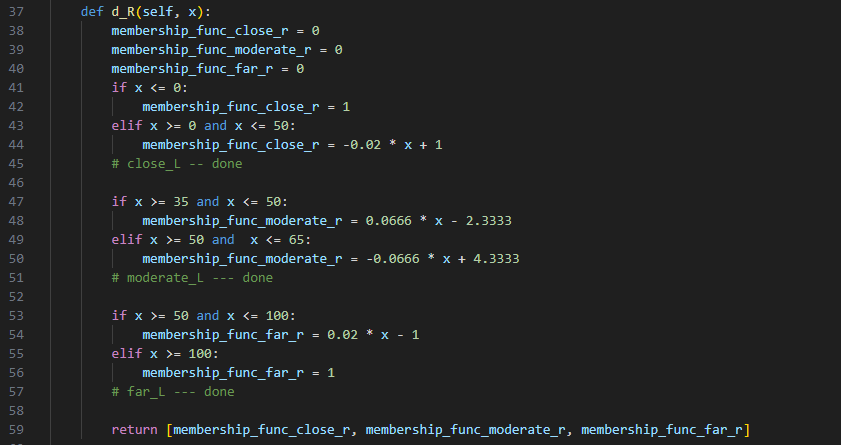 37 def d_R(self, x):
38 membership_func_close_r = 0
39 membership_func_moderate_r = 0
40 membership_func_far_r = 0
41 if x <= 0:
42 membership_func_close_r = 1
43 elif x >= 0 and x <= 50:
44 membership_func_close_r = -0.02 * x + 1
45 # close_L -- done
46
47 if x >= 35 and x <= 50:
48 membership_func_moderate_r = 0.0666 * x - 2.3333
49 elif x >= 50 and  x <= 65:
50 membership_func_moderate_r = -0.0666 * x + 4.3333
51 # moderate_L --- done
52
53 if x >= 50 and x <= 100:
54 membership_func_far_r = 0.02 * x - 1
55 elif x >= 100:
56 membership_func_far_r = 1
57 # far_L --- done
58
59 return [membership_func_close_r, membership_func_moderate_r, membership_func_far_r]